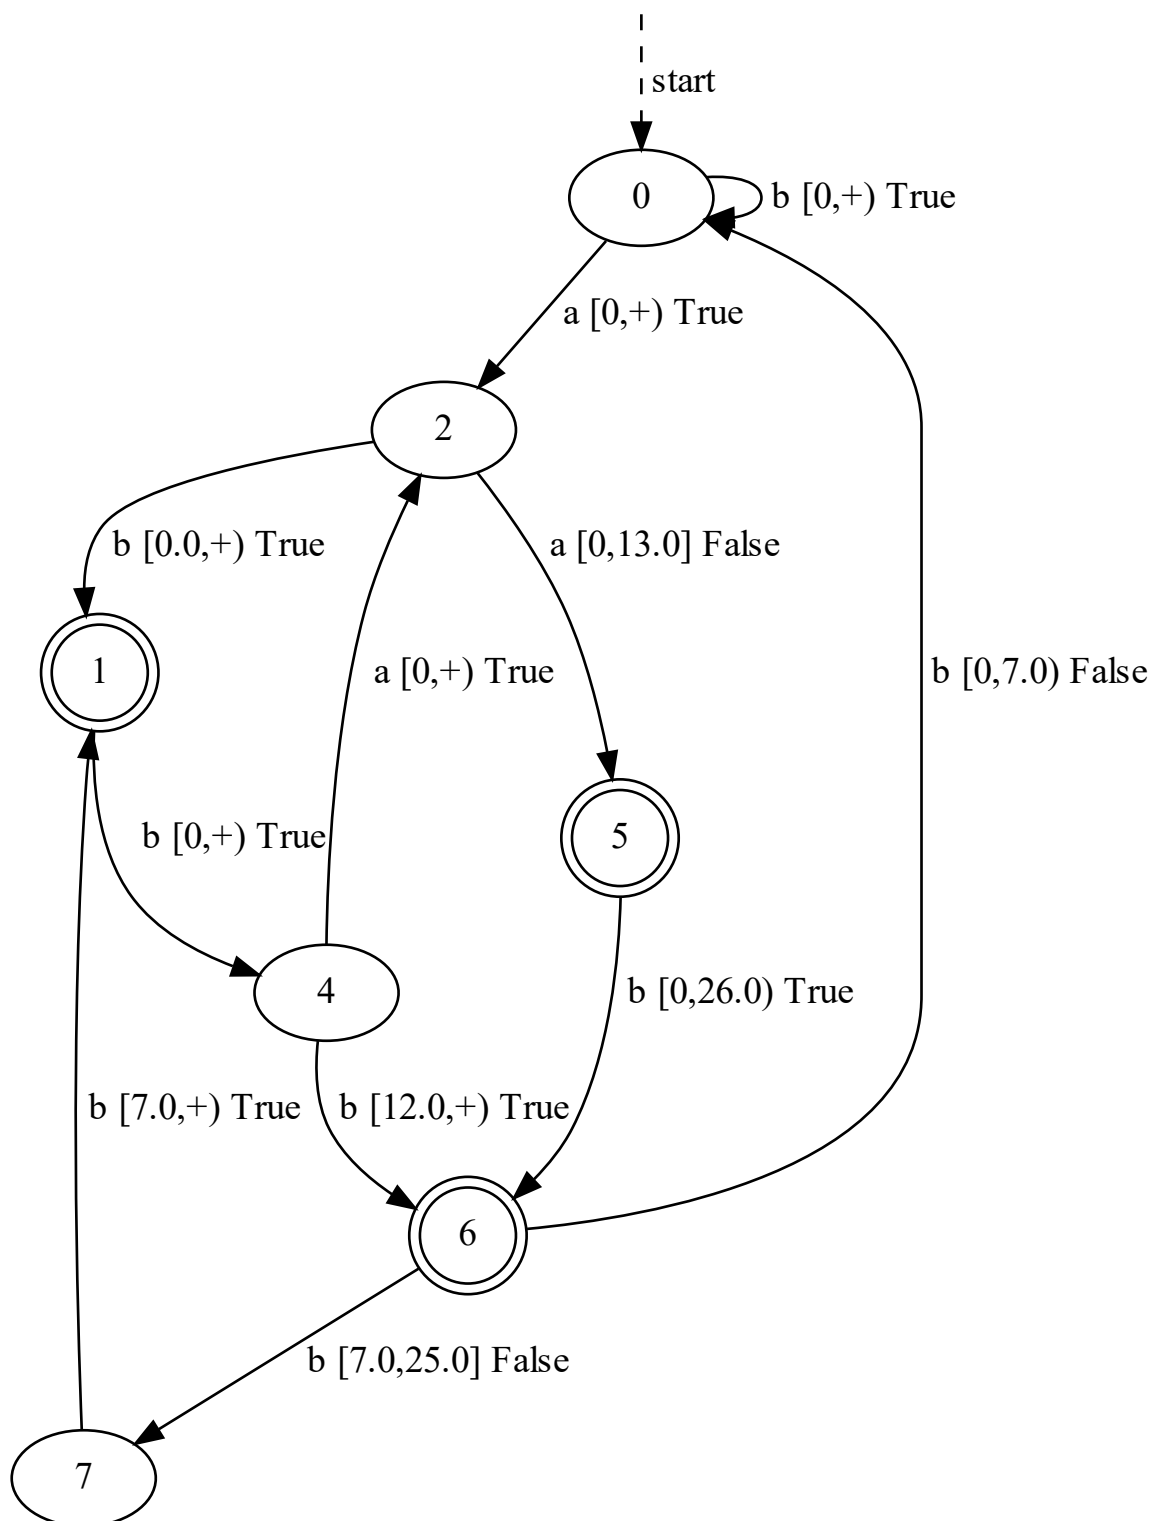 start
0
b [0,+) True
a [0,+) True
2
b [0.0,+) True
a [0,13.0] False
1
a [0,+) True
b [0,7.0) False
b [0,+) True
5
4
b [0,26.0) True
b [7.0,+) True
b [12.0,+) True
6
b [7.0,25.0] False
7